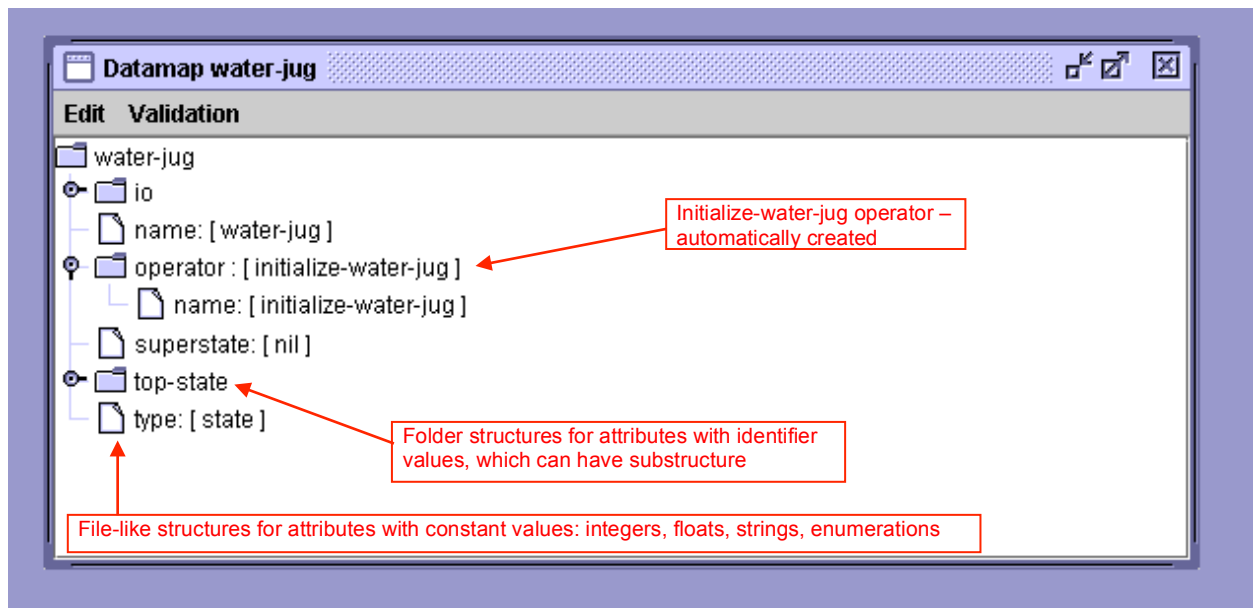 Datamap water-jug
Edit Validation
water-jug
io
name: [ water-jug ]
Initialize-water-jug operator –
automatically created
operator : [ initialize-water-jug ]
name: [ initialize-water-jug ]
superstate: [ nil ]
top-state
type: [ state ]
Folder structures for attributes with identifier
values, which can have substructure
File-like structures for attributes with constant values: integers, floats, strings, enumerations